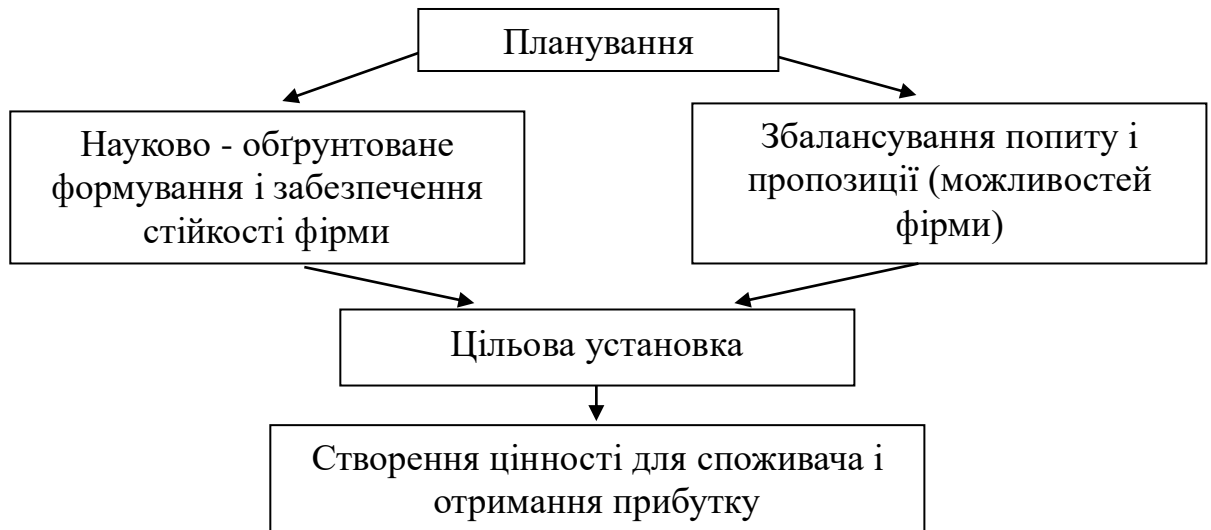 Планування
Науково - обґрунтоване
формування і забезпечення
стійкості фірми
Збалансування попиту і
пропозиції (можливостей
фірми)
Цільова установка
Створення цінності для споживача і
отримання прибутку